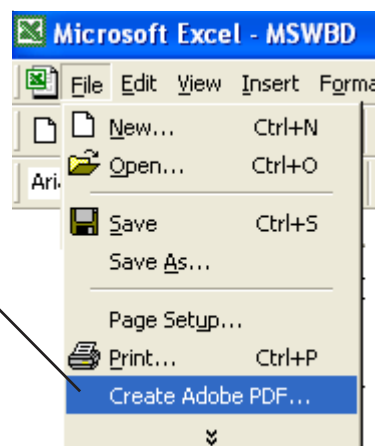 Microsoft Excel - MSWBD
File Edit View Insert Forma
New... Ctrl+N
Open... Ctrl+O
Ari
Save Ctrl+S
Save As...
Page Setup...
Print... Ctrl+P
Create Adobe PDF...